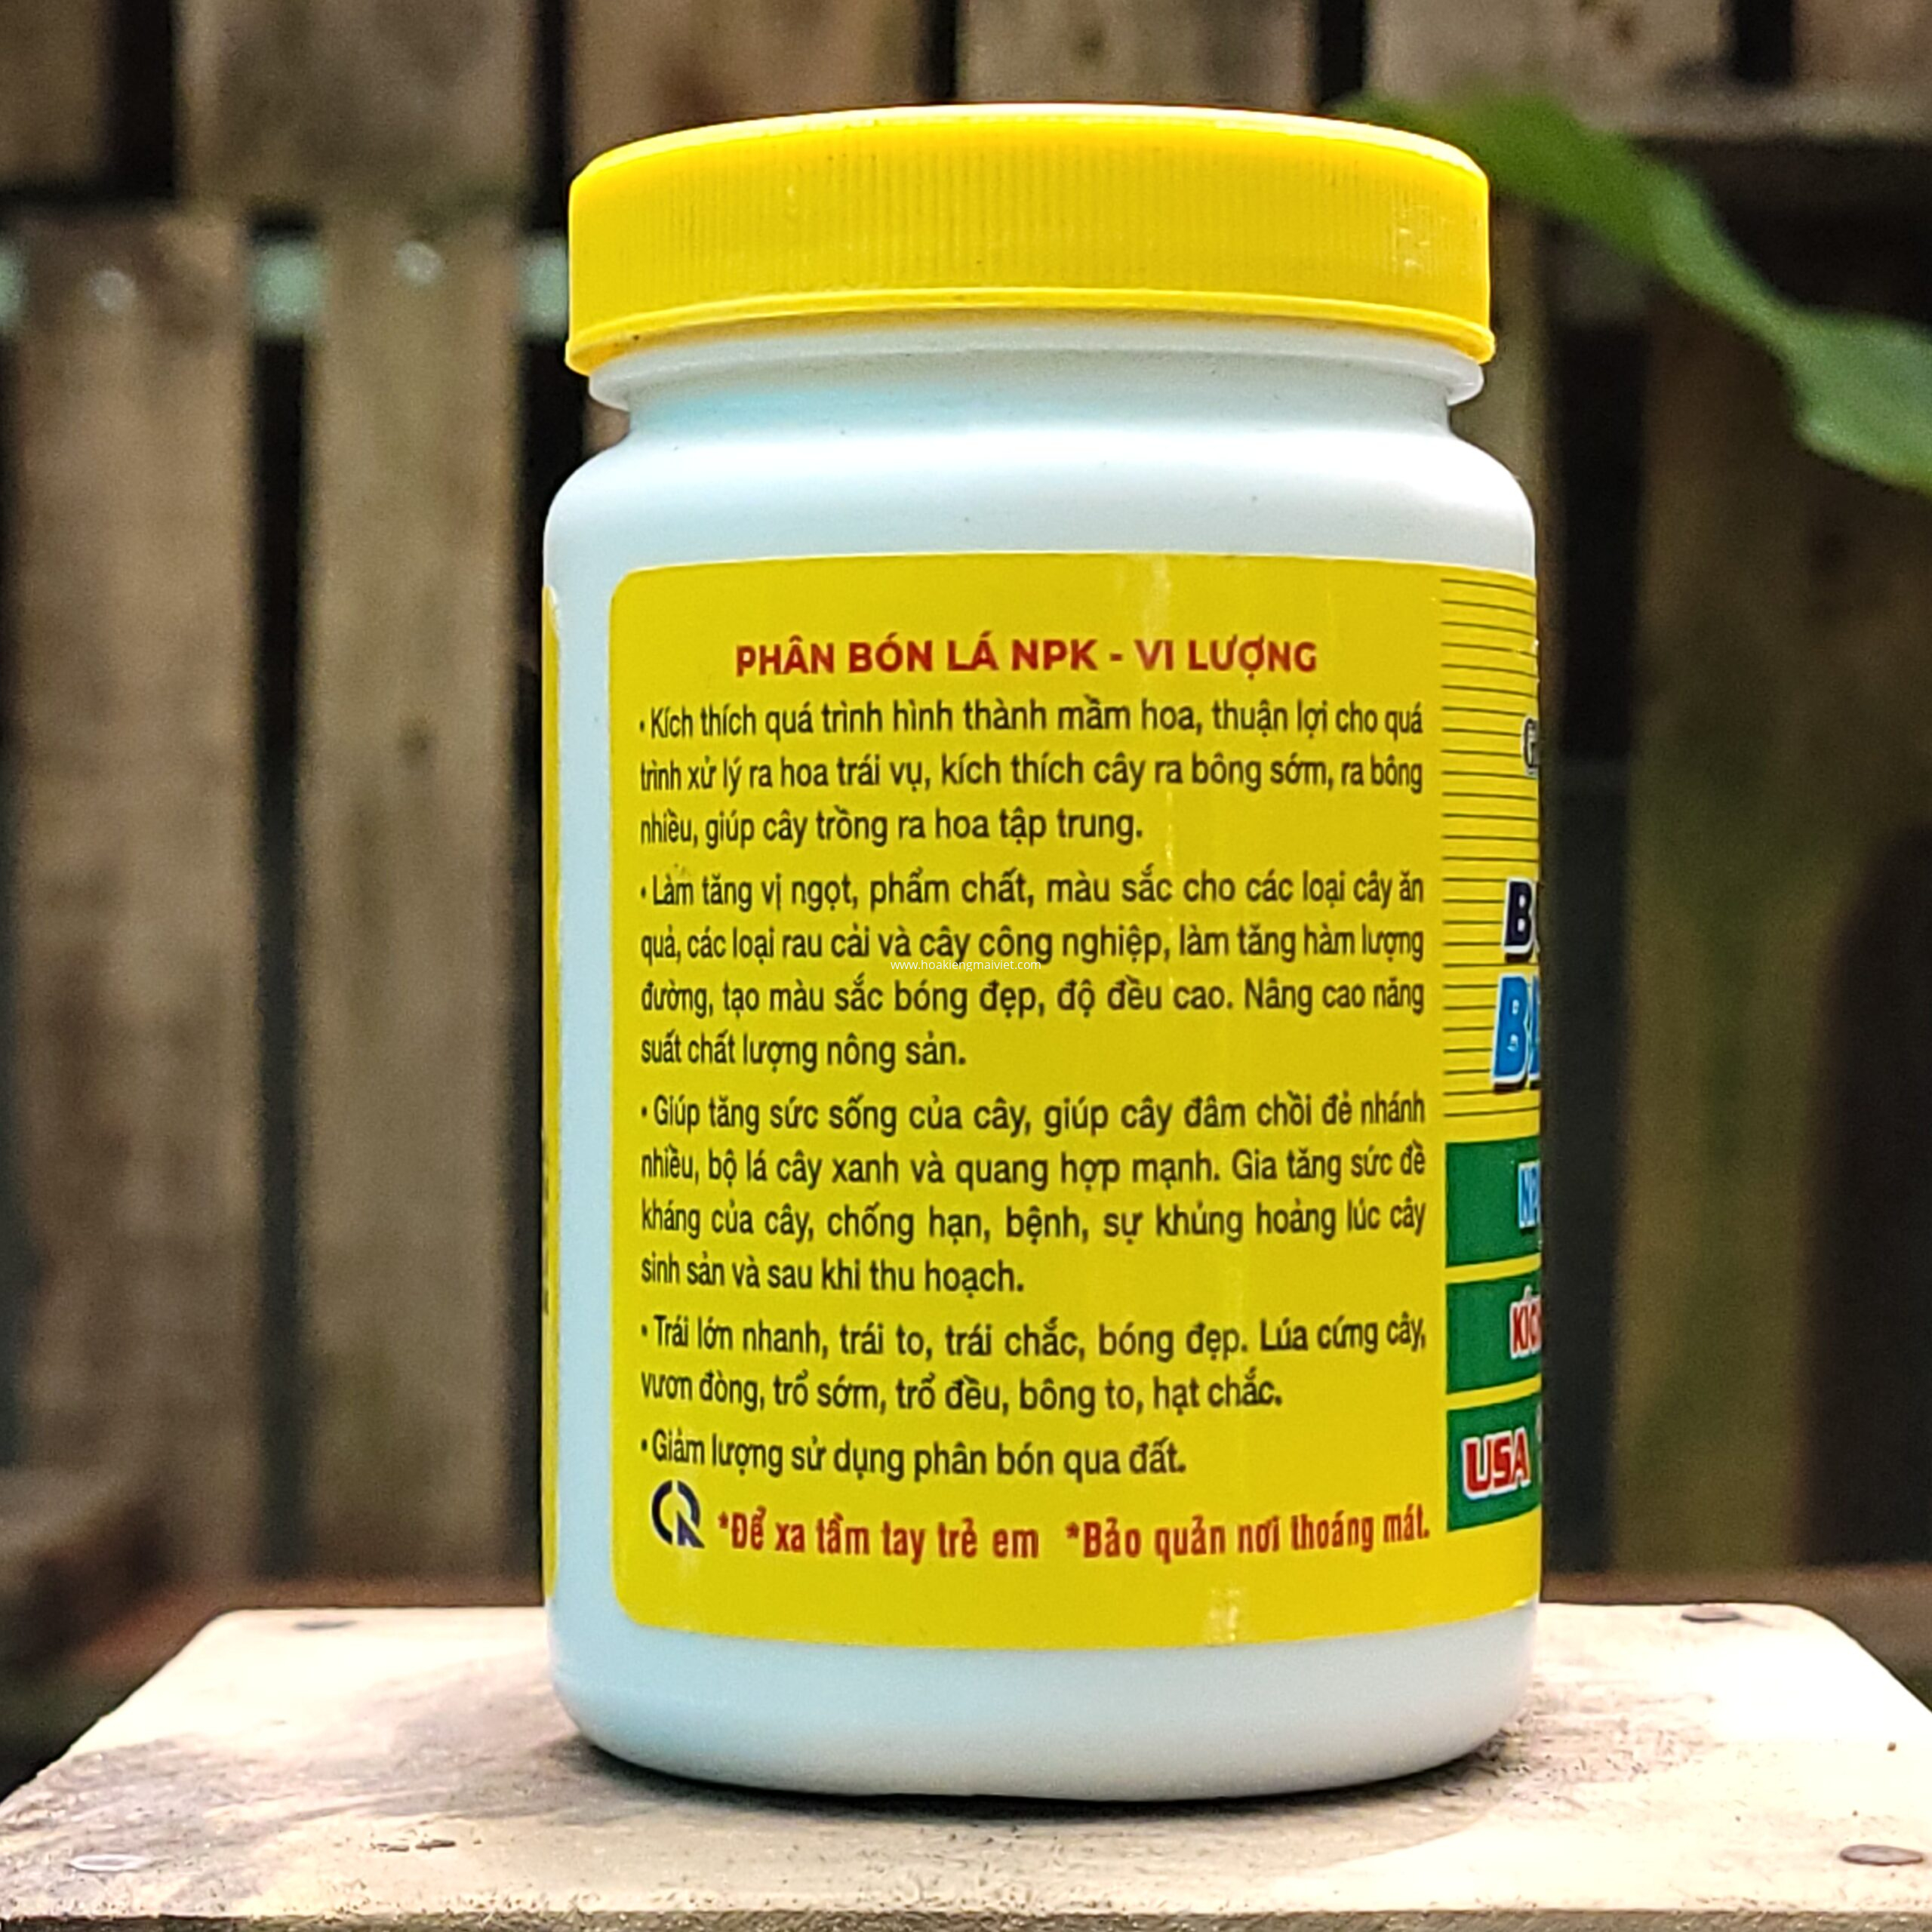 PHÂN BÓN LÁ NPK - VI LƯỢNG
• Kích thích quá trình hình thành mầm hoa, thuận lợi cho quá
trình xử lý ra hoa trái vụ, kích thích cây ra bông sớm, ra bông
nhiều, giúp cây trồng ra hoa tập trung.
• Làm tăng vị ngọt, phẩm chất, màu sắc cho các loại cây ăn
quả, các loại rau cải và cây công nghiệp, làm tăng hàm lượng
www.hoakiengmaiviet.com
đường, tạo màu sắc bóng đẹp, độ đều cao. Nâng cao năng
suất chất lượng nông sản.
• Giúp tăng sức sống của cây, giúp cây đâm chồi đẻ nhánh
nhiều, bộ lá cây xanh và quang hợp mạnh. Gia tăng sức đề
kháng của cây, chống hạn, bệnh, sự khủng hoảng lúc cây
sinh sản và sau khi thu hoạch.
• Trái lớn nhanh, trái to, trái chắc, bóng đẹp. Lúa cứng cây,
vươn đòng, trổ sớm, trổ đều, bông to, hạt chắc.
• Giảm lượng sử dụng phân bón qua đất.
*Để xa tầm tay trẻ em *Bảo quản nơi thoáng mát.
USA